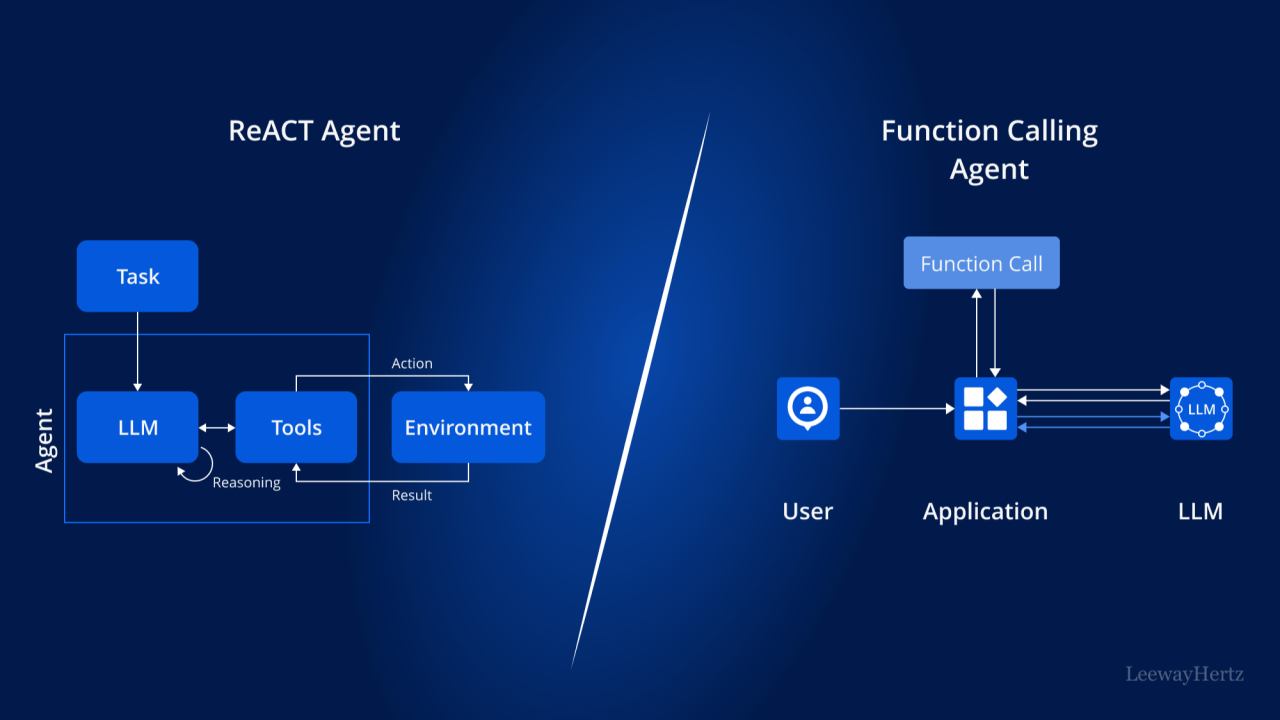 ReACT Agent
Task
Agent
LLM
Tools
Environment
Action
Reasoning
Result
Function Calling
Agent
Function Call
LLM
User
Application
LLM
LeewayHertz